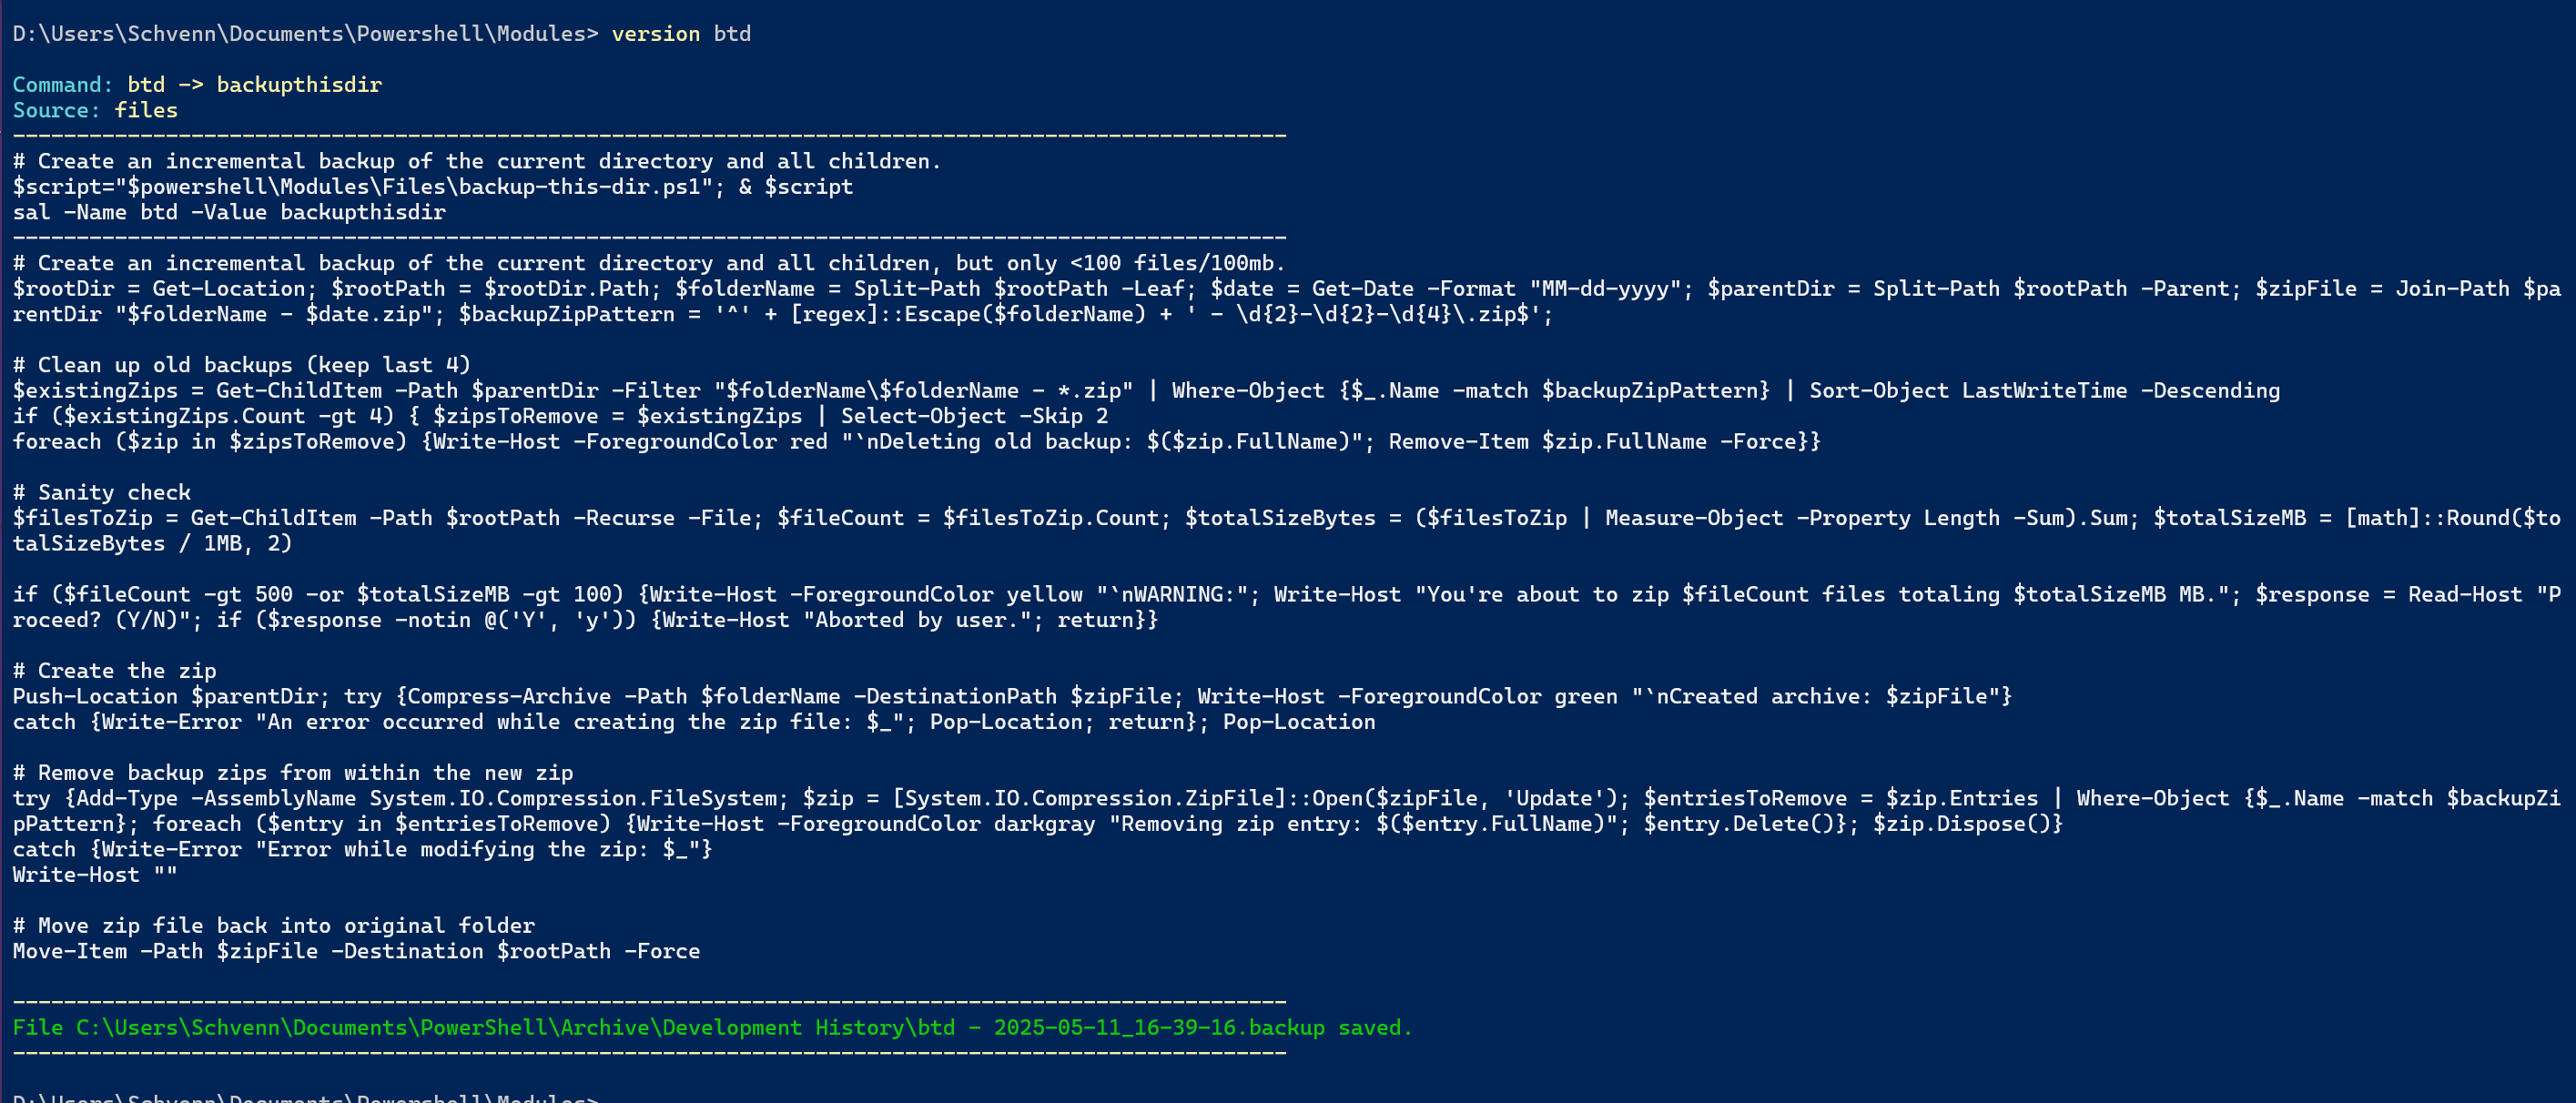 D:\Users\Schvenn\Documents\Powershell\Modules> version btd
Command: btd -> backupthisdir
Source: files
----------------------------------------------------------------------------------------------------
# Create an incremental backup of the current directory and all children.
$script="$powershell\Modules\Files\backup-this-dir.ps1"; & $script
sal -Name btd -Value backupthisdir
----------------------------------------------------------------------------------------------------
# Create an incremental backup of the current directory and all children, but only <100 files/100mb.
$rootDir = Get-Location; $rootPath = $rootDir.Path; $folderName = Split-Path $rootPath -Leaf; $date = Get-Date -Format "MM-dd-yyyy"; $parentDir = Split-Path $rootPath -Parent; $zipFile = Join-Path $pa
rentDir "$folderName - $date.zip"; $backupZipPattern = '^' + [regex]::Escape($folderName) + ' - \d{2}-\d{2}-\d{4}\.zip$';
# Clean up old backups (keep last 4)
$existingZips = Get-ChildItem -Path $parentDir -Filter "$folderName\$folderName - *.zip" | Where-Object {$_.Name -match $backupZipPattern} | Sort-Object LastWriteTime -Descending
if ($existingZips.Count -gt 4) { $zipsToRemove = $existingZips | Select-Object -Skip 2
foreach ($zip in $zipsToRemove) {Write-Host -ForegroundColor red "`nDeleting old backup: $($zip.FullName)"; Remove-Item $zip.FullName -Force}}
# Sanity check
$filesToZip = Get-ChildItem -Path $rootPath -Recurse -File; $fileCount = $filesToZip.Count; $totalSizeBytes = ($filesToZip | Measure-Object -Property Length -Sum).Sum; $totalSizeMB = [math]::Round($to
talSizeBytes / 1MB, 2)
if ($fileCount -gt 500 -or $totalSizeMB -gt 100) {Write-Host -ForegroundColor yellow "`nWARNING:"; Write-Host "You're about to zip $fileCount files totaling $totalSizeMB MB."; $response = Read-Host "P
roceed? (Y/N)"; if ($response -notin @('Y', 'y')) {Write-Host "Aborted by user."; return}}
# Create the zip
Push-Location $parentDir; try {Compress-Archive -Path $folderName -DestinationPath $zipFile; Write-Host -ForegroundColor green "`nCreated archive: $zipFile"}
catch {Write-Error "An error occurred while creating the zip file: $_"; Pop-Location; return}; Pop-Location
# Remove backup zips from within the new zip
try {Add-Type -AssemblyName System.IO.Compression.FileSystem; $zip = [System.IO.Compression.ZipFile]::Open($zipFile, 'Update'); $entriesToRemove = $zip.Entries | Where-Object {$_.Name -match $backupZi
pPattern}; foreach ($entry in $entriesToRemove) {Write-Host -ForegroundColor darkgray "Removing zip entry: $($entry.FullName)"; $entry.Delete()}; $zip.Dispose()}
catch {Write-Error "Error while modifying the zip: $_"}
Write-Host ""
# Move zip file back into original folder
Move-Item -Path $zipFile -Destination $rootPath -Force
----------------------------------------------------------------------------------------------------
File C:\Users\Schvenn\Documents\PowerShell\Archive\Development History\btd - 2025-05-11_16-39-16.backup saved.
----------------------------------------------------------------------------------------------------
D:\Users\Schvenn\Documents\Powershell\Modules>